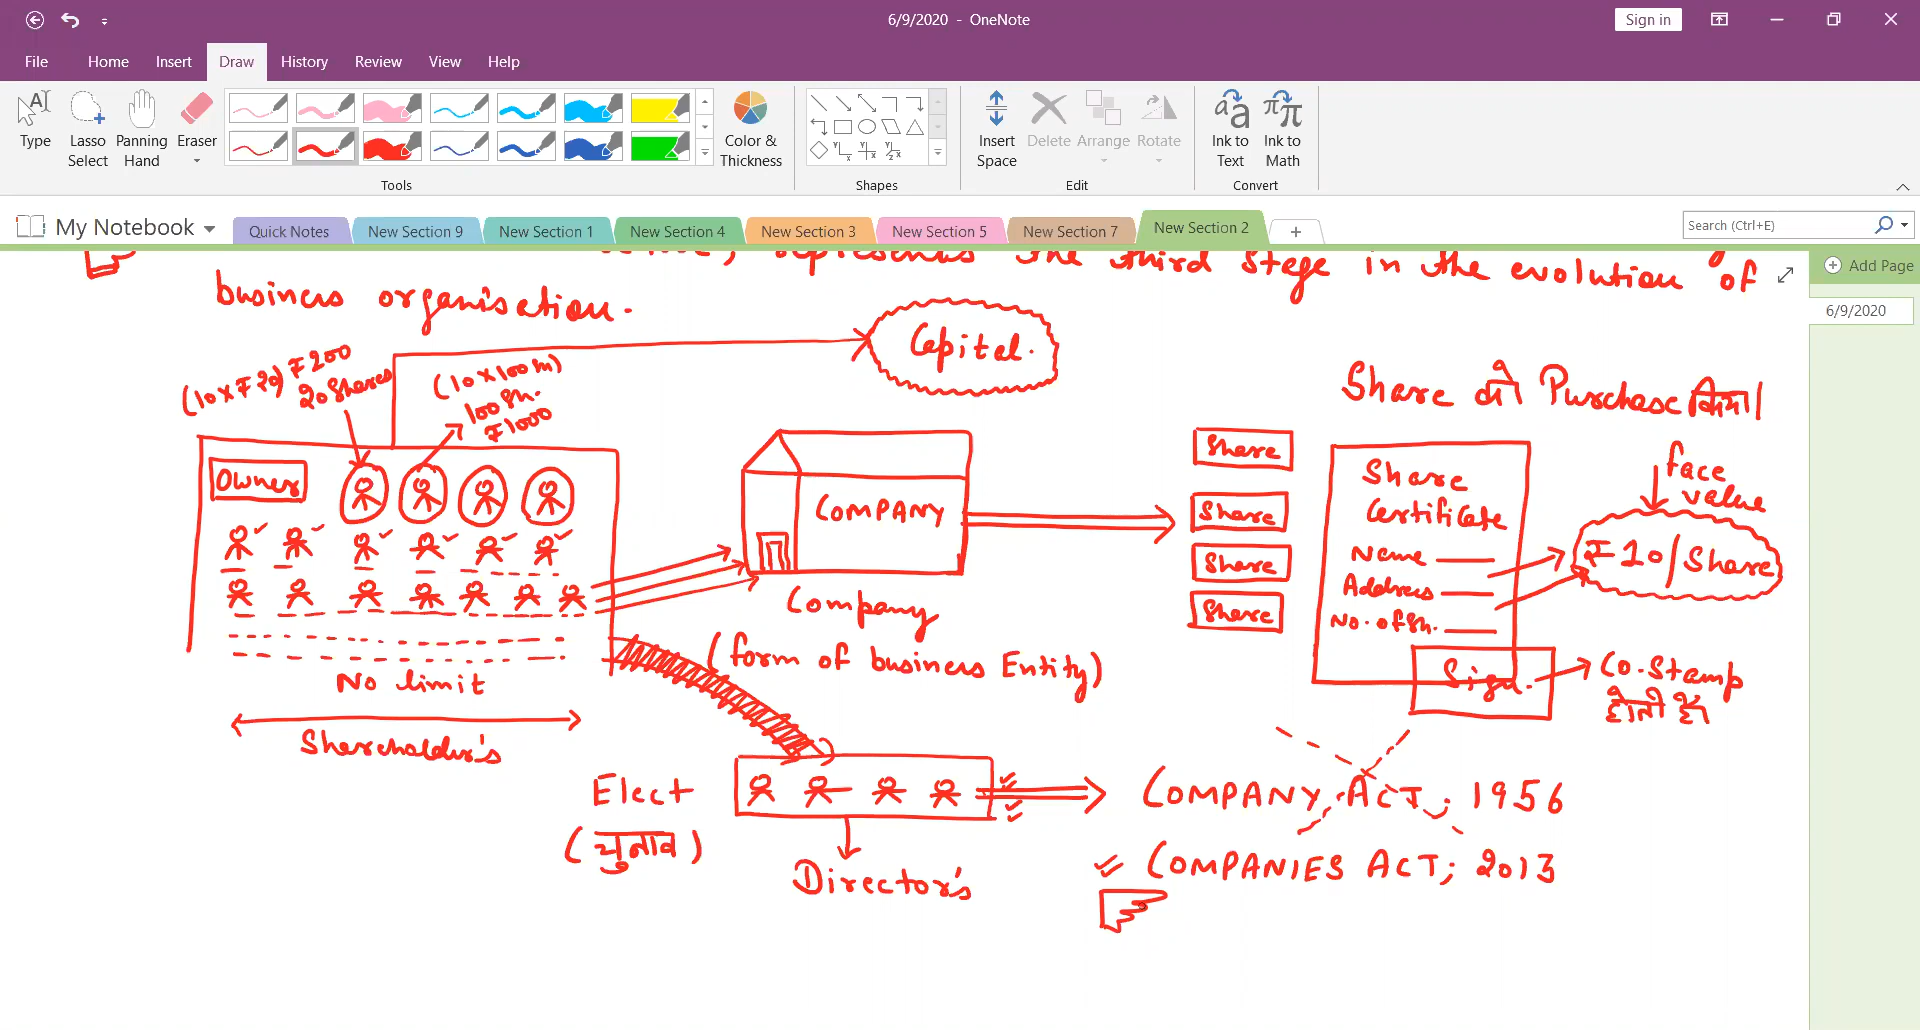 6/9/2020 - OneNote
Sign in
File Home Insert Draw History Review View Help
Type
Lasso Select
Panning Hand
Eraser
Color & Thickness
Insert Space
Delete
Arrange
Rotate
Ink to Text
Ink to Math
Tools
Shapes
Edit
Convert
My Notebook
Quick Notes New Section 9 New Section 1 New Section 4 New Section 3 New Section 5 New Section 7 New Section 2 +
Search (Ctrl+E)
Add Page
6/9/2020
represents the third stage in the evolution of
business organisation.
Capital.
(10×₹20) ₹200
20 Shares
(10×100m)
100 Sh.
₹1000
Share को Purchase किया।
Owner
COMPANY
Share
Share
Share
Share
Share
Certificate
Name
Address
No. of Sh.
Sign.
face
value
₹10/Share
Co. Stamp
होती है।
Company
(form of business Entity)
No limit
Shareholder's
Elect
(चुनाव)
Director's
COMPANY ACT, 1956
COMPANIES ACT; 2013